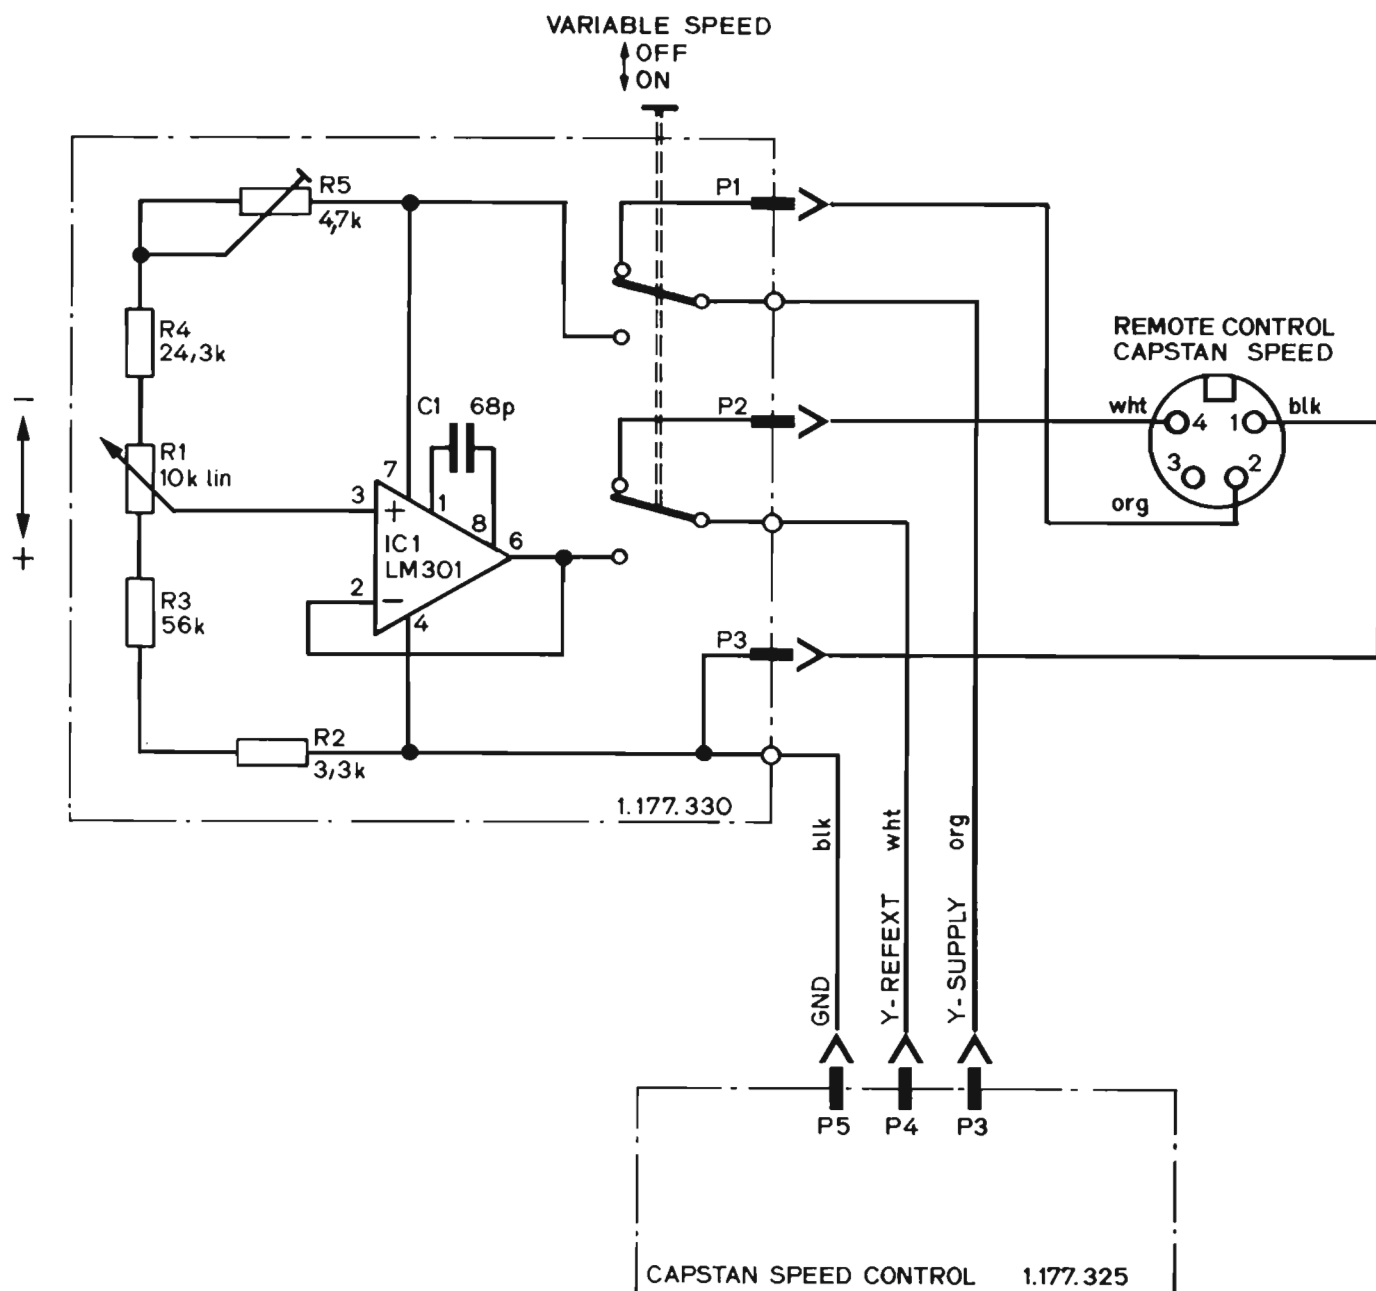 VARIABLE SPEED
OFF
ON
R5
4,7k
P1
R4
24,3k
REMOTE CONTROL
CAPSTAN SPEED
C1 68p
P2
wht
4
1
blk
3
2
org
−
R1
10k lin
+
7
3
+
1
8
6
IC1
LM301
2
−
4
R3
56k
P3
R2
3,3k
1.177.330
blk
wht
org
GND
Y-REFEXT
Y-SUPPLY
P5 P4 P3
CAPSTAN SPEED CONTROL 1.177.325